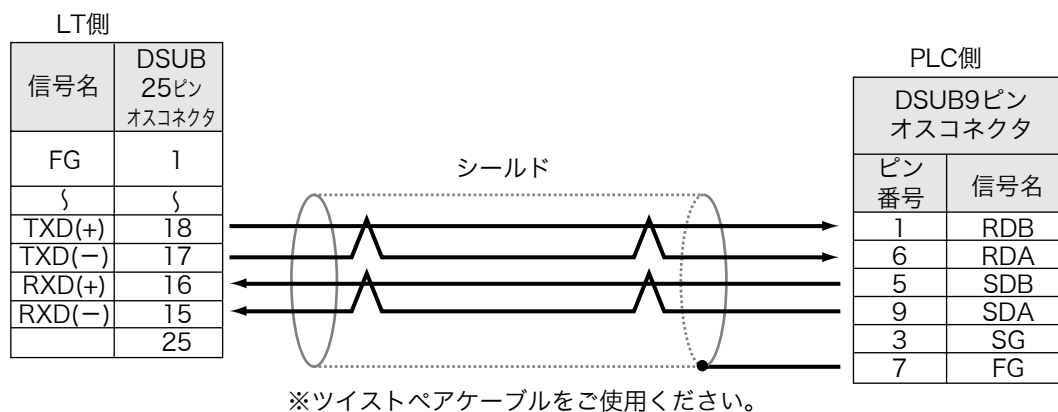 LT側
信号名 DSUB 25ピン オスコネクタ
FG 1
〜 〜
TXD(+) 18
TXD(−) 17
RXD(+) 16
RXD(−) 15
25
シールド
※ツイストペアケーブルをご使用ください。
PLC側
DSUB9ピン
オスコネクタ
ピン番号 信号名
1 RDB
6 RDA
5 SDB
9 SDA
3 SG
7 FG